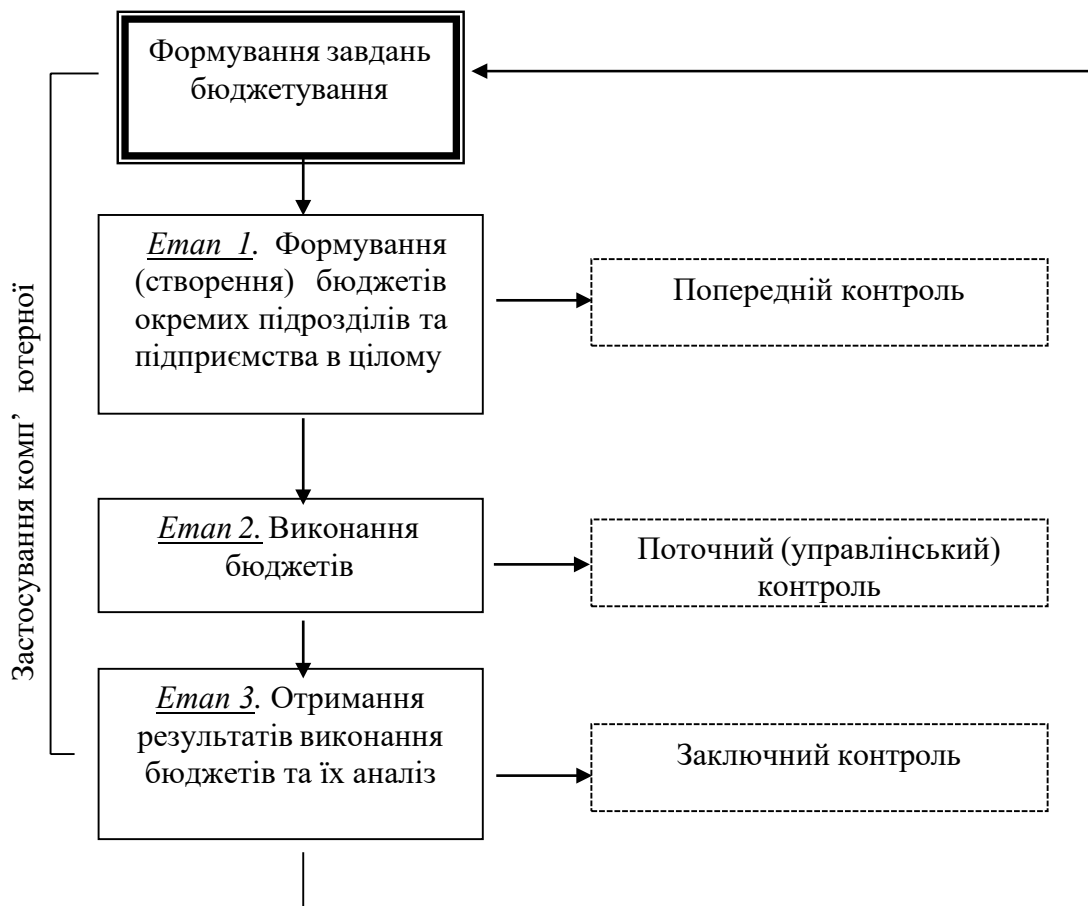 Формування завдань
бюджетування
Етап 1. Формування
(створення) бюджетів
окремих підрозділів та
підприємства в цілому
Попередній контроль
Застосування комп’ ютерної
Етап 2. Виконання
бюджетів
Поточний (управлінський)
контроль
Етап 3. Отримання
результатів виконання
бюджетів та їх аналіз
Заключний контроль